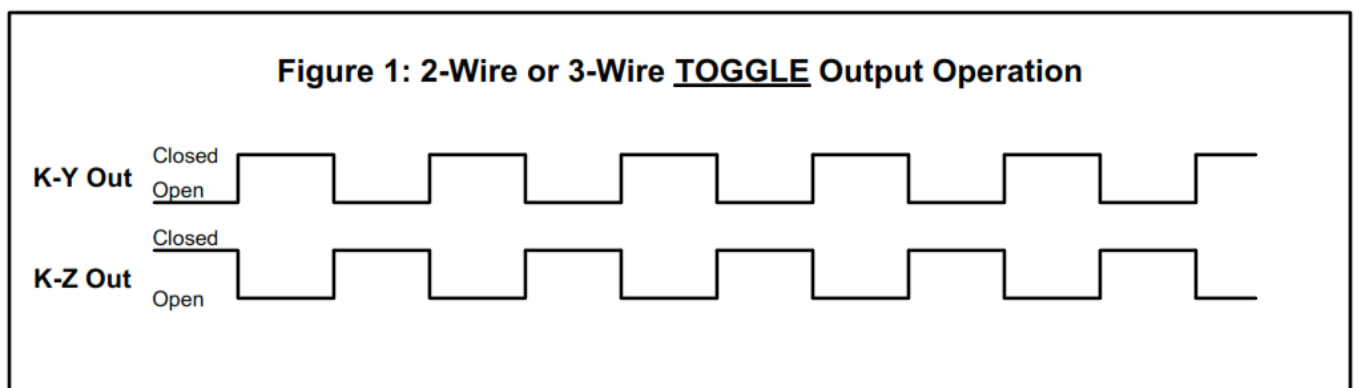 Figure 1: 2-Wire or 3-Wire TOGGLE Output Operation
Closed
K-Y Out
Open
Closed
K-Z Out
Open